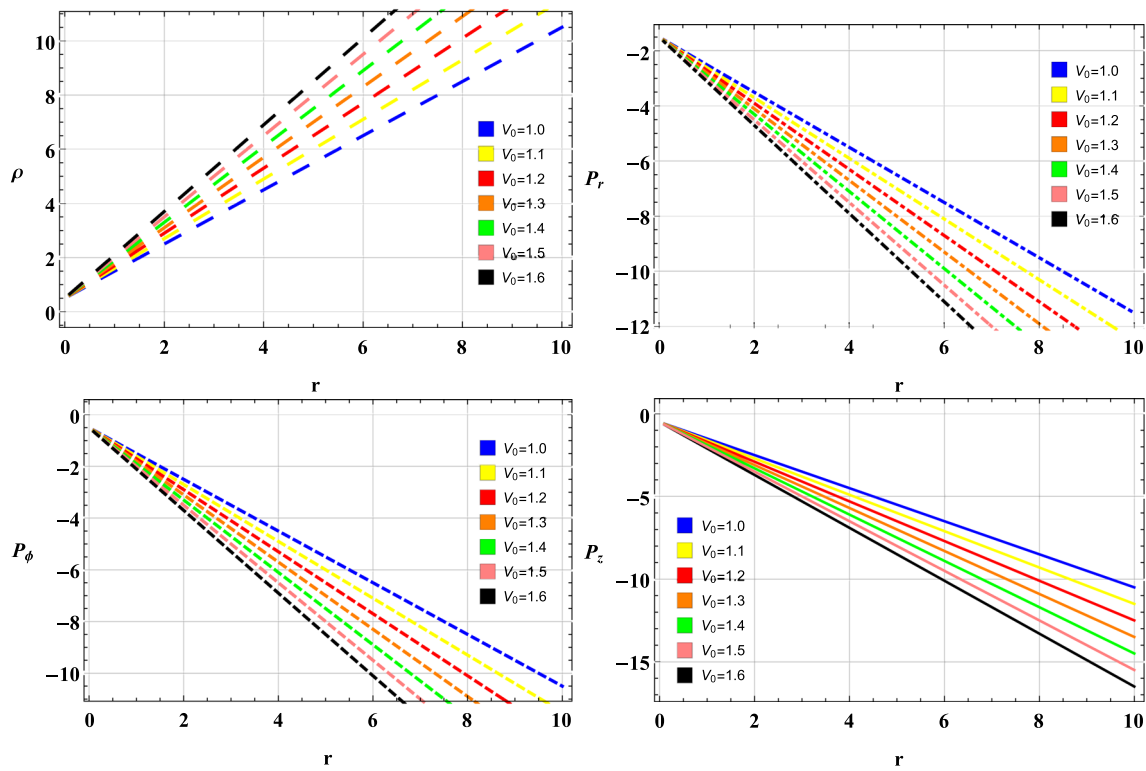 10
8
6
4
2
0
ρ
V₀=1.0
V₀=1.1
V₀=1.2
V₀=1.3
V₀=1.4
V₀=1.5
V₀=1.6
0 2 4 6 8 10
r
−2
−4
−6
−8
−10
−12
P_r
V₀=1.0
V₀=1.1
V₀=1.2
V₀=1.3
V₀=1.4
V₀=1.5
V₀=1.6
0 2 4 6 8 10
r
0
−2
−4
−6
−8
−10
P_ϕ
V₀=1.0
V₀=1.1
V₀=1.2
V₀=1.3
V₀=1.4
V₀=1.5
V₀=1.6
0 2 4 6 8 10
r
0
−5
−10
−15
P_z
V₀=1.0
V₀=1.1
V₀=1.2
V₀=1.3
V₀=1.4
V₀=1.5
V₀=1.6
0 2 4 6 8 10
r